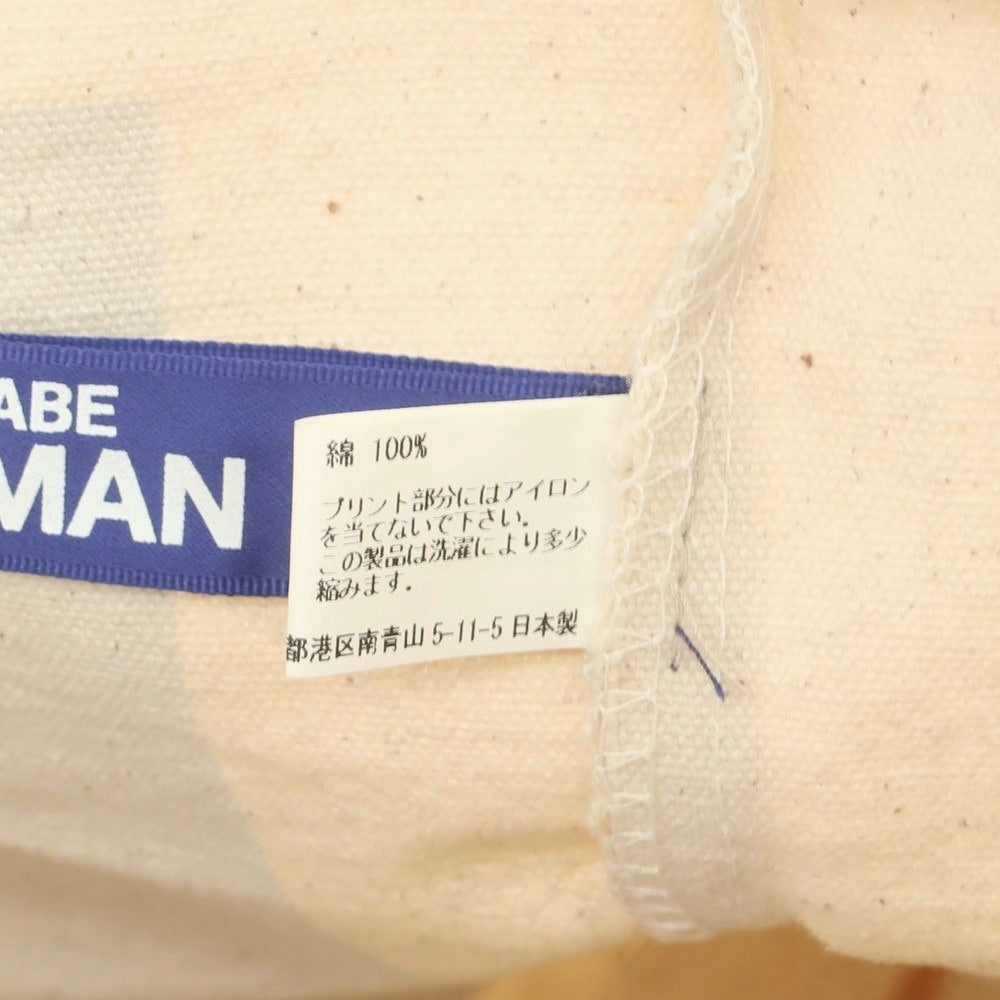 ABE
MAN
綿 100%
プリント部分にはアイロン
を当てないで下さい。
この製品は洗濯により多少
縮みます.
都港区南青山5-11-5日本製